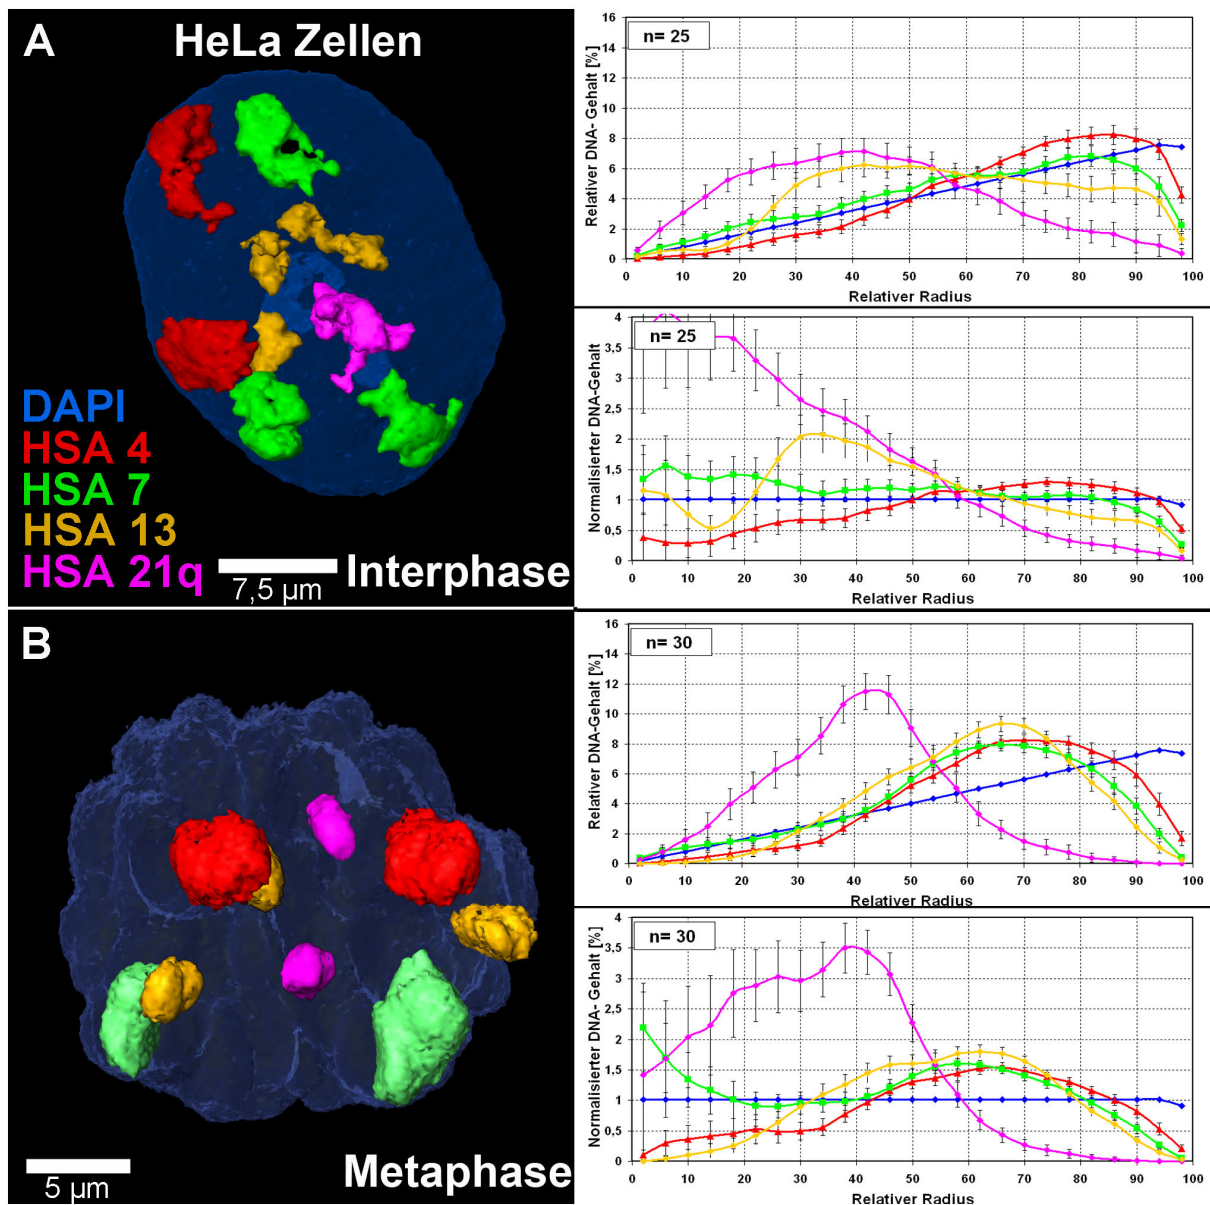 A
HeLa Zellen
DAPI
HSA 4
HSA 7
HSA 13
HSA 21q
7,5 µm
Interphase
n= 25
Relativer DNA- Gehalt [%]
16
14
12
10
8
6
4
2
0
0 10 20 30 40 50 60 70 80 90 100
Relativer Radius
n= 25
Normalisierter DNA-Gehalt
4
3,5
3
2,5
2
1,5
1
0,5
0
0 10 20 30 40 50 60 70 80 90 100
Relativer Radius
B
5 µm
Metaphase
n= 30
Relativer DNA-Gehalt [%]
16
14
12
10
8
6
4
2
0
0 10 20 30 40 50 60 70 80 90 100
Relativer Radius
n= 30
Normalisierter DNA- Gehalt [%]
4
3,5
3
2,5
2
1,5
1
0,5
0
0 10 20 30 40 50 60 70 80 90 100
Relativer Radius